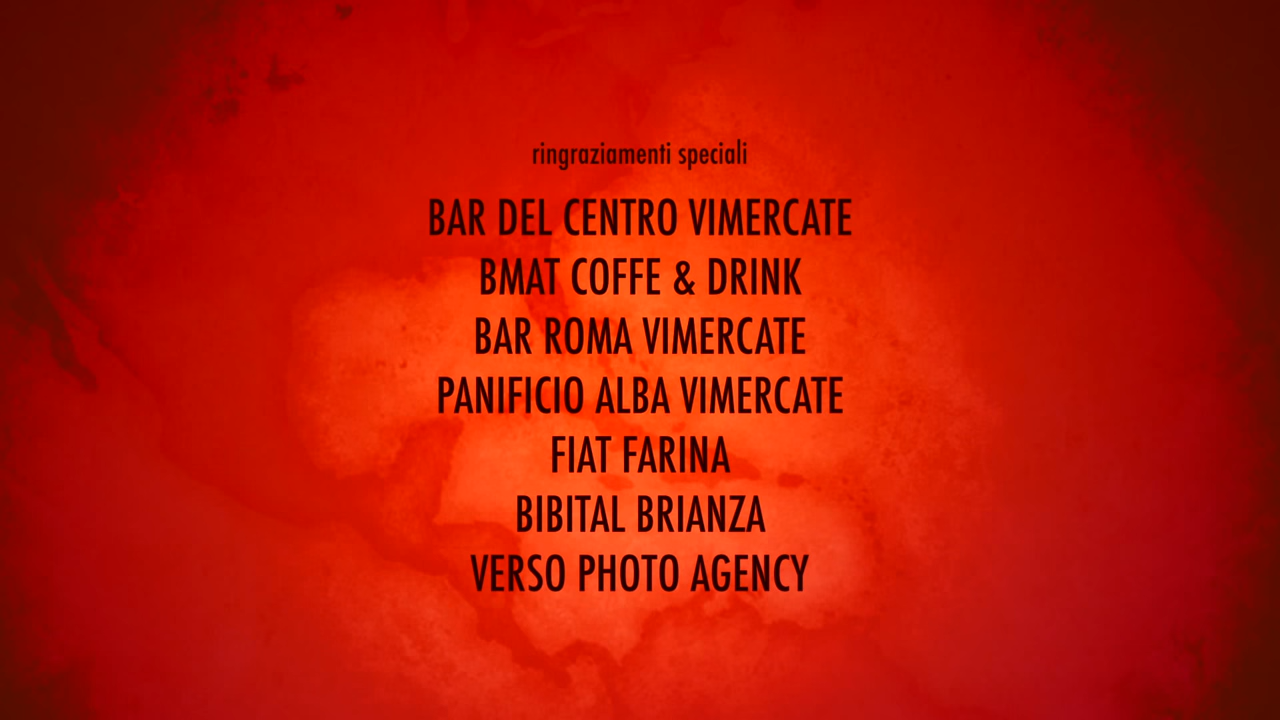 ringraziamenti speciali
BAR DEL CENTRO VIMERCATE
BMAT COFFE & DRINK
BAR ROMA VIMERCATE
PANIFICIO ALBA VIMERCATE
FIAT FARINA
BIBITAL BRIANZA
VERSO PHOTO AGENCY